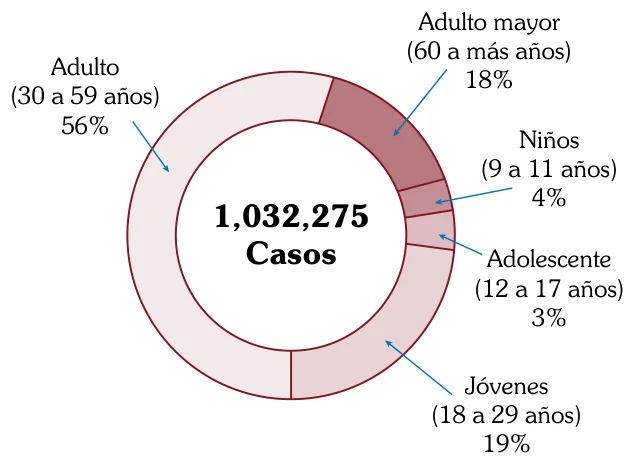 Adulto mayor
(60 a más años)
18%
Adulto
(30 a 59 años)
56%
Niños
(9 a 11 años)
4%
1,032,275
Casos
Adolescente
(12 a 17 años)
3%
Jóvenes
(18 a 29 años)
19%